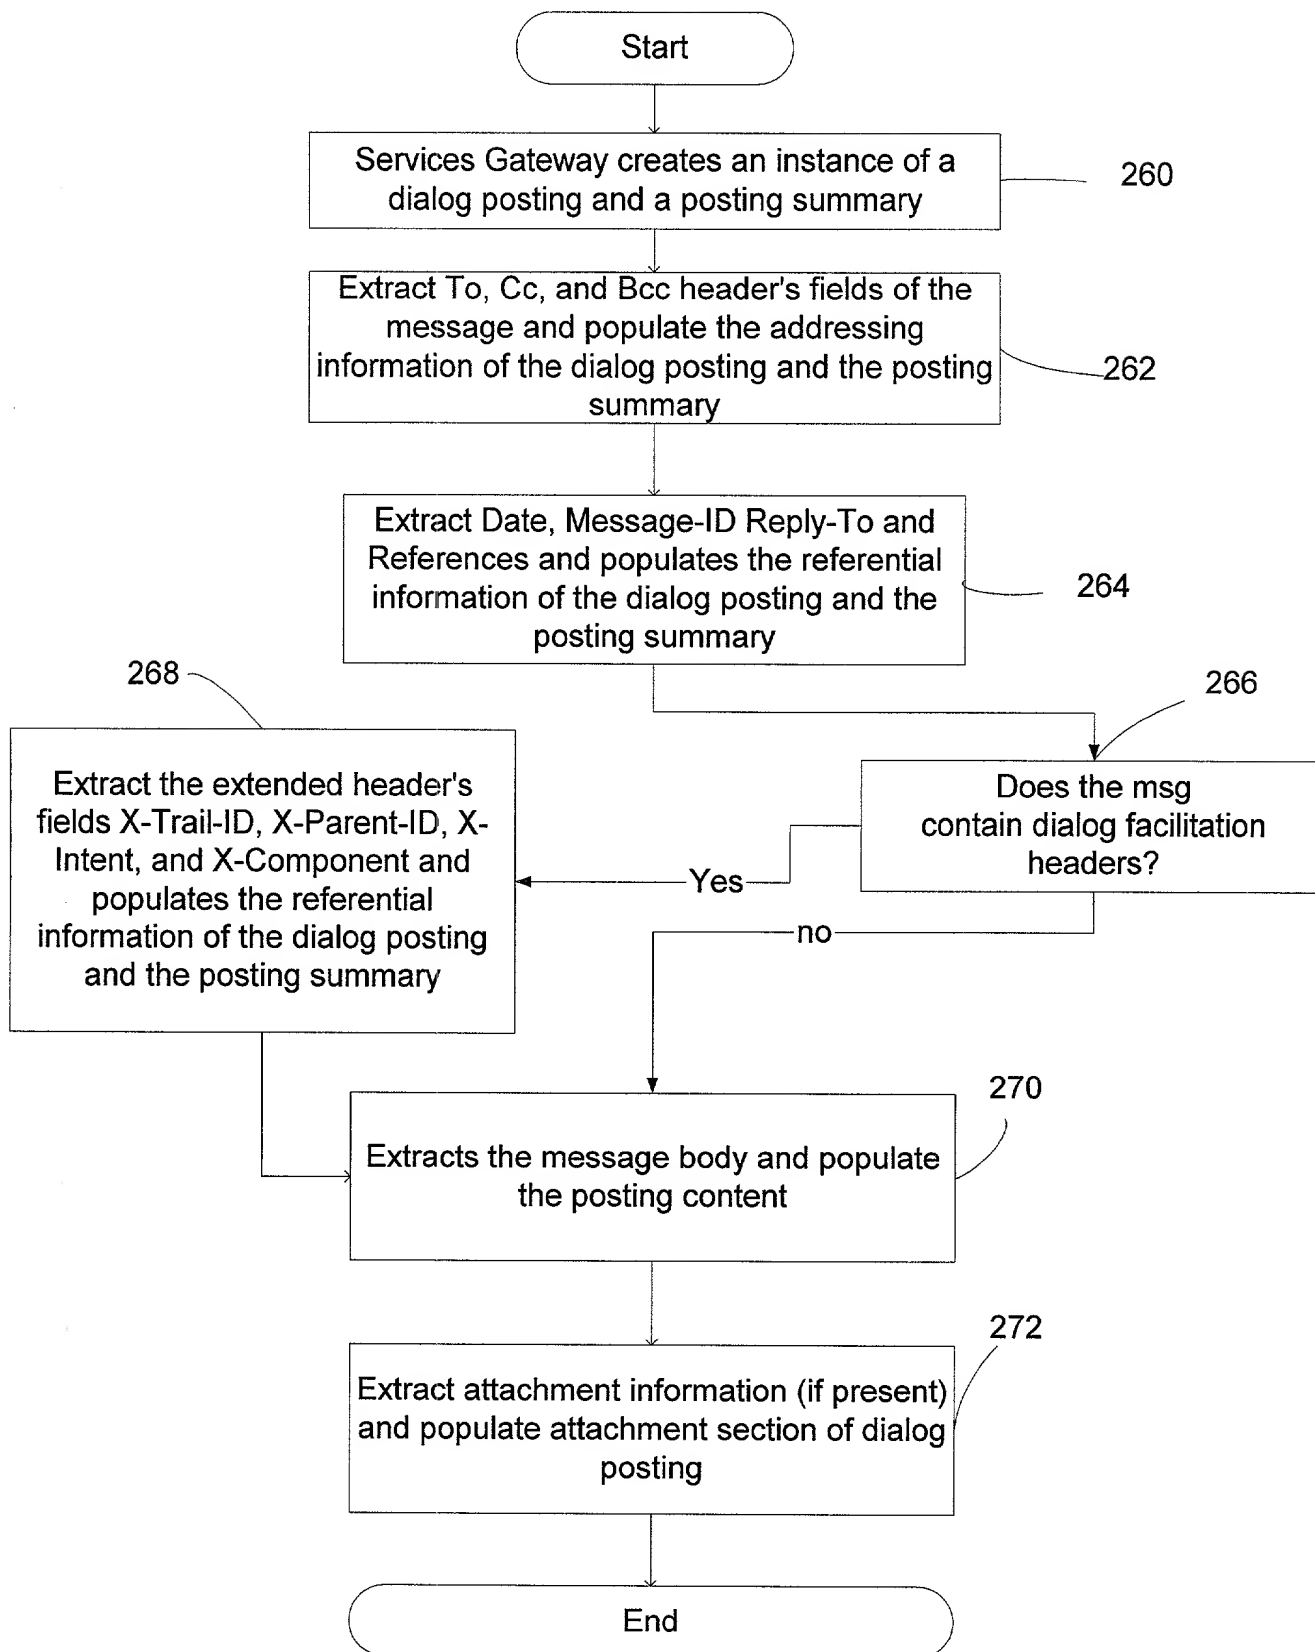 Start
Services Gateway creates an instance of a
dialog posting and a posting summary
260
Extract To, Cc, and Bcc header's fields of the
message and populate the addressing
information of the dialog posting and the posting
summary
262
Extract Date, Message-ID Reply-To and
References and populates the referential
information of the dialog posting and the
posting summary
264
268
266
Extract the extended header's
fields X-Trail-ID, X-Parent-ID, X-
Intent, and X-Component and
populates the referential
information of the dialog posting
and the posting summary
Does the msg
contain dialog facilitation
headers?
Yes
no
270
Extracts the message body and populate
the posting content
272
Extract attachment information (if present)
and populate attachment section of dialog
posting
End